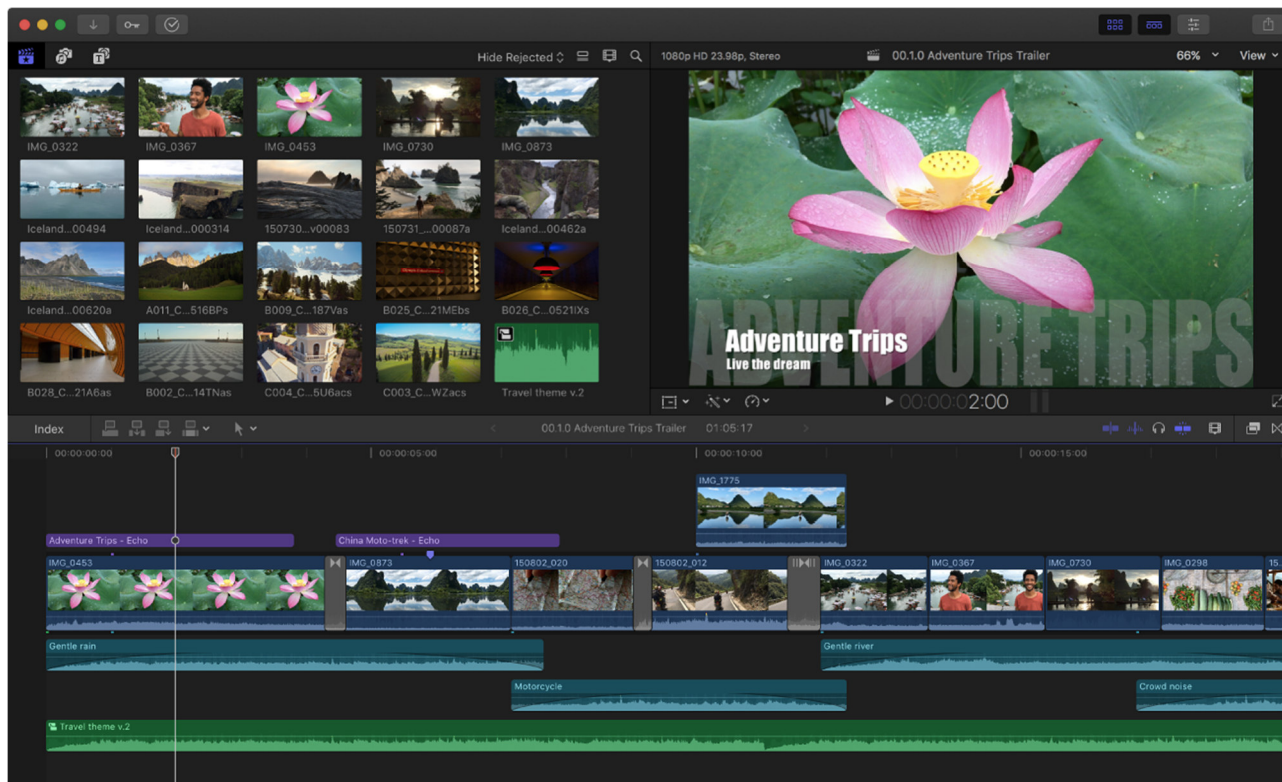 Hide Rejected
1080p HD 23.98p, Stereo
00.1.0 Adventure Trips Trailer
66%
View
IMG_0322
IMG_0367
IMG_0453
IMG_0730
IMG_0873
Iceland...00494
Iceland...000314
150730...v00083
150731_...00087a
Iceland...00462a
Iceland...00620a
A011_C...516BPs
B009_C...187Vas
B025_C...21MEbs
B026_C...0521IXs
B028_C...21A6as
B002_C...14TNas
C004_C...5U6acs
C003_C...WZacs
Travel theme v.2
ADVENTURE TRIPS
Adventure Trips
Live the dream
00:00:02:00
Index
00.1.0 Adventure Trips Trailer
01:05:17
00:00:00:00
00:00:05:00
00:00:10:00
00:00:15:00
IMG_1775
Adventure Trips - Echo
China Moto-trek - Echo
IMG_0453
IMG_0873
150802_020
150802_012
IMG_0322
IMG_0367
IMG_0730
IMG_0298
15...
Gentle rain
Gentle river
Motorcycle
Crowd noise
Travel theme v.2